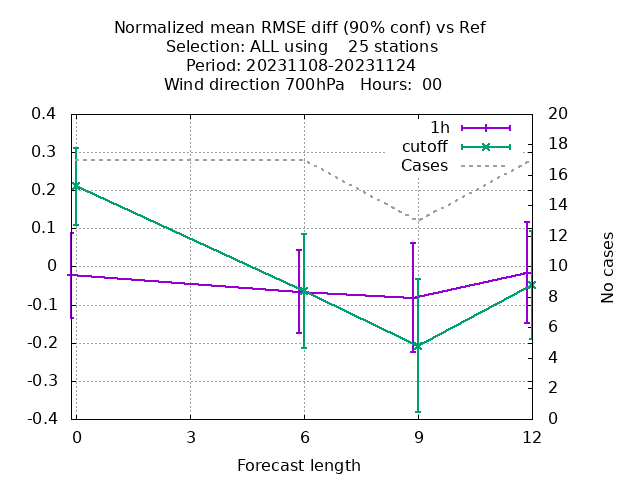 Normalized mean RMSE diff (90% conf) vs Ref
Selection: ALL using    25 stations
Period: 20231108-20231124
Wind direction 700hPa   Hours:  00
0.4
0.3
0.2
0.1
0
-0.1
-0.2
-0.3
-0.4
20
18
16
14
12
10
8
6
4
2
0
1h
cutoff
Cases
No cases
0 3 6 9 12
Forecast length